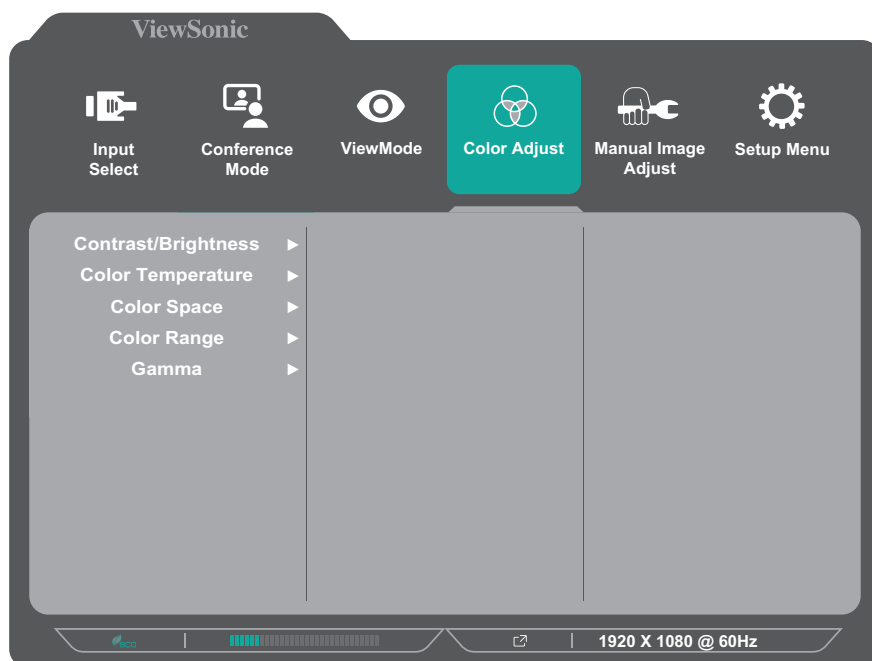 ViewSonic
Input Select
Conference Mode
ViewMode
Color Adjust
Manual Image Adjust
Setup Menu
Contrast/Brightness
Color Temperature
Color Space
Color Range
Gamma
eco
1920 X 1080 @ 60Hz